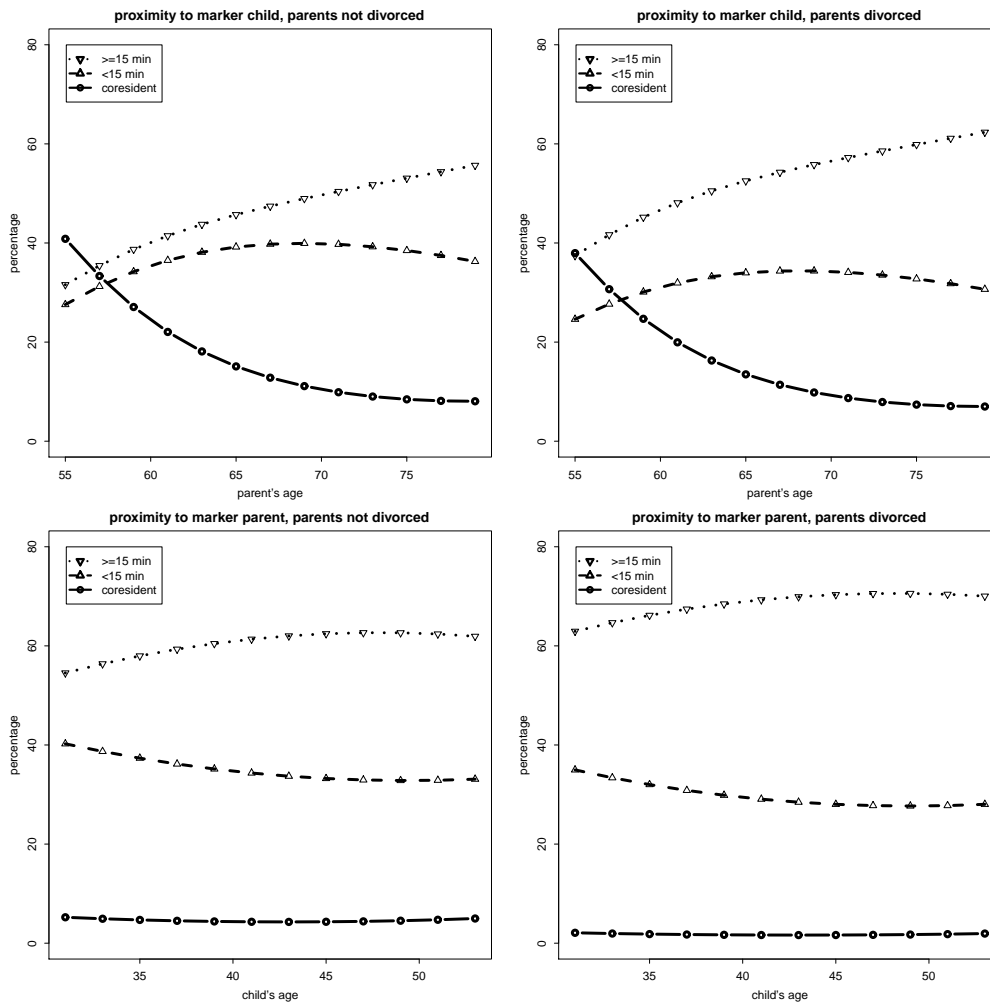 proximity to marker child, parents not divorced
80
60
40
20
0
percentage
>=15 min
<15 min
coresident
55 60 65 70 75
parent's age
proximity to marker child, parents divorced
80
60
40
20
0
percentage
>=15 min
<15 min
coresident
55 60 65 70 75
parent's age
proximity to marker parent, parents not divorced
80
60
40
20
0
percentage
>=15 min
<15 min
coresident
35 40 45 50
child's age
proximity to marker parent, parents divorced
80
60
40
20
0
percentage
>=15 min
<15 min
coresident
35 40 45 50
child's age